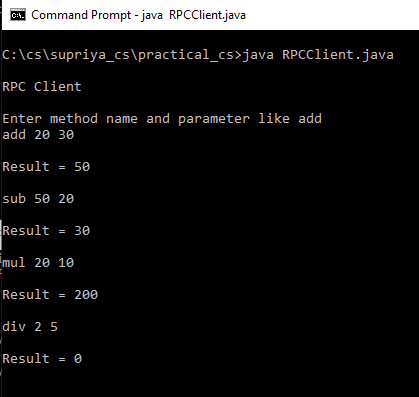 Command Prompt - java  RPCClient.java
C:\cs\supriya_cs\practical_cs>java RPCClient.java
RPC Client
Enter method name and parameter like add
add 20 30
Result = 50
sub 50 20
Result = 30
mul 20 10
Result = 200
div 2 5
Result = 0